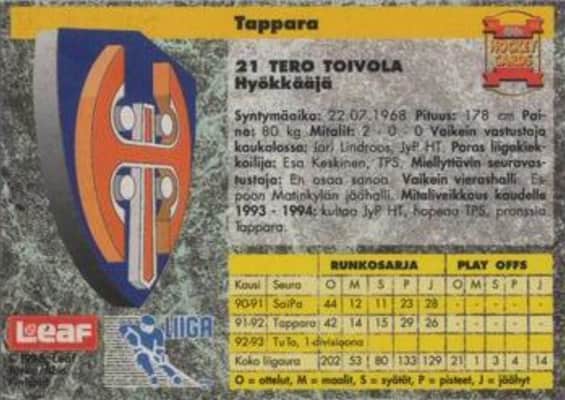 Tappara
HOCKEY
CARDS
21 TERO TOIVOLA
Hyökkääjä
Syntymäaika: 22.07.1968 Pituus: 178 cm Pai-
no: 80 kg Mitalit: 2 - 0 - 0 Vaikein vastustaja
kaukalossa: Jari Lindroos, JyP HT. Paras liigakiek-
koilija: Esa Keskinen, TPS. Miellyttävin seuravas-
tustaja: En osaa sanoa. Vaikein vierashalli: Es-
poon Matinkylän jäähalli. Mitaliveikkaus kaudelle
1993 - 1994: kultaa JyP HT, hopeaa TPS, pronssia
Tappara.
RUNKOSARJA PLAY OFFS
Kausi Seura O M S P J O M S P J
90-91 SaiPa 44 12 11 23 28 - - - - -
91-92 Tappara 42 14 15 29 26 - - - - -
92-93 TuTo, 1-divisioona
Koko liigaura 202 53 80 133 129 21 1 3 4 14
O = ottelut, M = maalit, S = syötöt, P = pisteet, J = jäähyt
Leaf
LIIGA